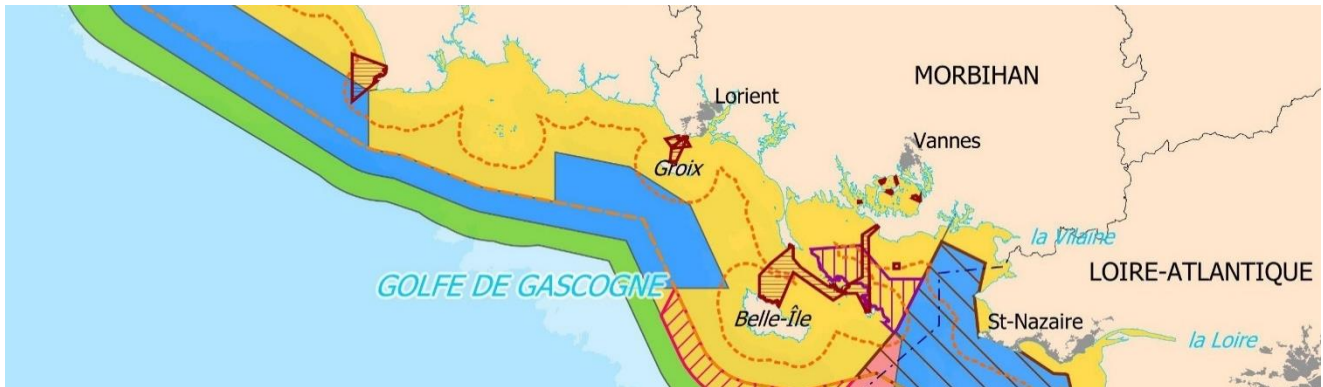 MORBIHAN
Lorient
Vannes
Groix
la Vilaine
LOIRE-ATLANTIQUE
GOLFE DE GASCOGNE
Belle-Île
St-Nazaire
la Loire